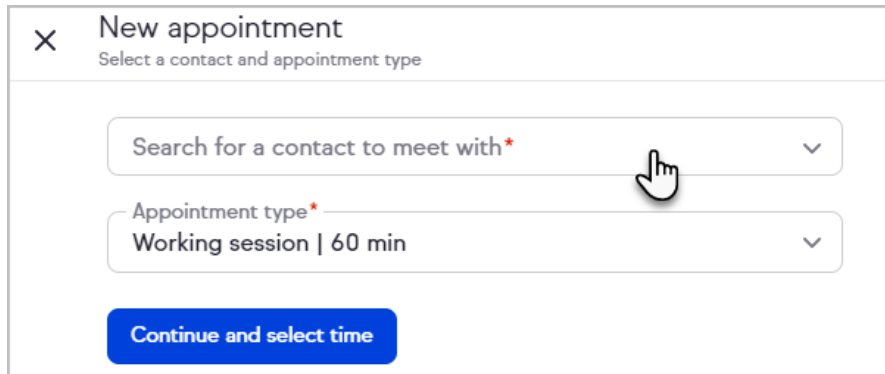 New appointment
Select a contact and appointment type
Search for a contact to meet with*
Appointment type*
Working session | 60 min
Continue and select time